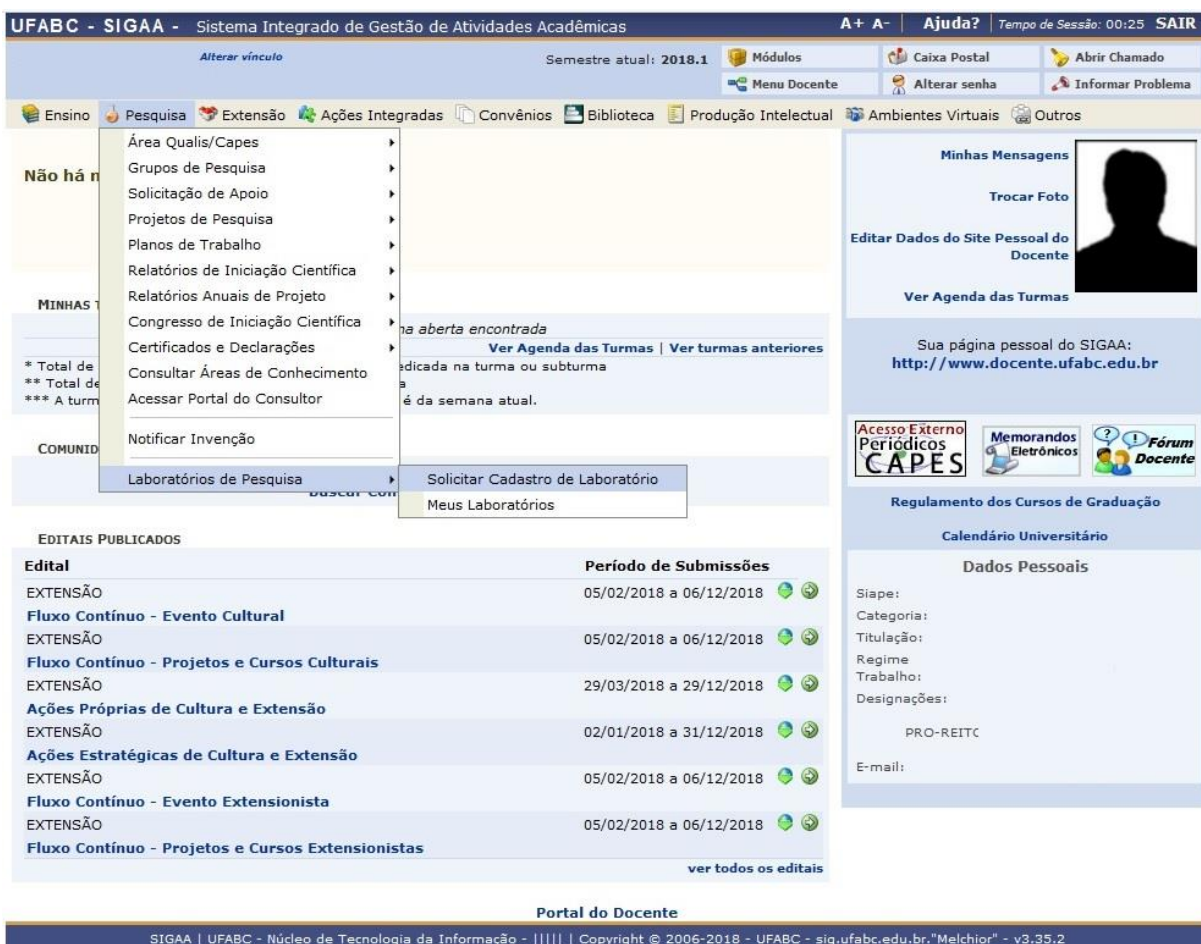 UFABC - SIGAA - Sistema Integrado de Gestão de Atividades Acadêmicas A+ A- Ajuda? Tempo de Sessão: 00:25 SAIR
Alterar vínculo Semestre atual: 2018.1 Módulos Caixa Postal Abrir Chamado
Menu Docente Alterar senha Informar Problema
Ensino Pesquisa Extensão Ações Integradas Convênios Biblioteca Produção Intelectual Ambientes Virtuais Outros
Não há n
Área Qualis/Capes
Grupos de Pesquisa
Solicitação de Apoio
Projetos de Pesquisa
Planos de Trabalho
Relatórios de Iniciação Científica
Relatórios Anuais de Projeto
Congresso de Iniciação Científica
Certificados e Declarações
Consultar Áreas de Conhecimento
Acessar Portal do Consultor
Notificar Invenção
Laboratórios de Pesquisa
Solicitar Cadastro de Laboratório
Meus Laboratórios
MINHAS T
na aberta encontrada
Ver Agenda das Turmas | Ver turmas anteriores
* Total de edicada na turma ou subturma
** Total de a
*** A turm é da semana atual.
COMUNID
EDITAIS PUBLICADOS
Edital Período de Submissões
EXTENSÃO 05/02/2018 a 06/12/2018
Fluxo Contínuo - Evento Cultural
EXTENSÃO 05/02/2018 a 06/12/2018
Fluxo Contínuo - Projetos e Cursos Culturais
EXTENSÃO 29/03/2018 a 29/12/2018
Ações Próprias de Cultura e Extensão
EXTENSÃO 02/01/2018 a 31/12/2018
Ações Estratégicas de Cultura e Extensão
EXTENSÃO 05/02/2018 a 06/12/2018
Fluxo Contínuo - Evento Extensionista
EXTENSÃO 05/02/2018 a 06/12/2018
Fluxo Contínuo - Projetos e Cursos Extensionistas
ver todos os editais
Minhas Mensagens
Trocar Foto
Editar Dados do Site Pessoal do
Docente
Ver Agenda das Turmas
Sua página pessoal do SIGAA:
http://www.docente.ufabc.edu.br
Acesso Externo
Periódicos
CAPES
Memorandos
Eletrônicos
Fórum
Docente
Regulamento dos Cursos de Graduação
Calendário Universitário
Dados Pessoais
Siape:
Categoria:
Titulação:
Regime
Trabalho:
Designações:
PRO-REITC
E-mail:
Portal do Docente
SIGAA | UFABC - Núcleo de Tecnologia da Informação - ||||| | Copyright © 2006-2018 - UFABC - sig.ufabc.edu.br."Melchior" - v3.35.2